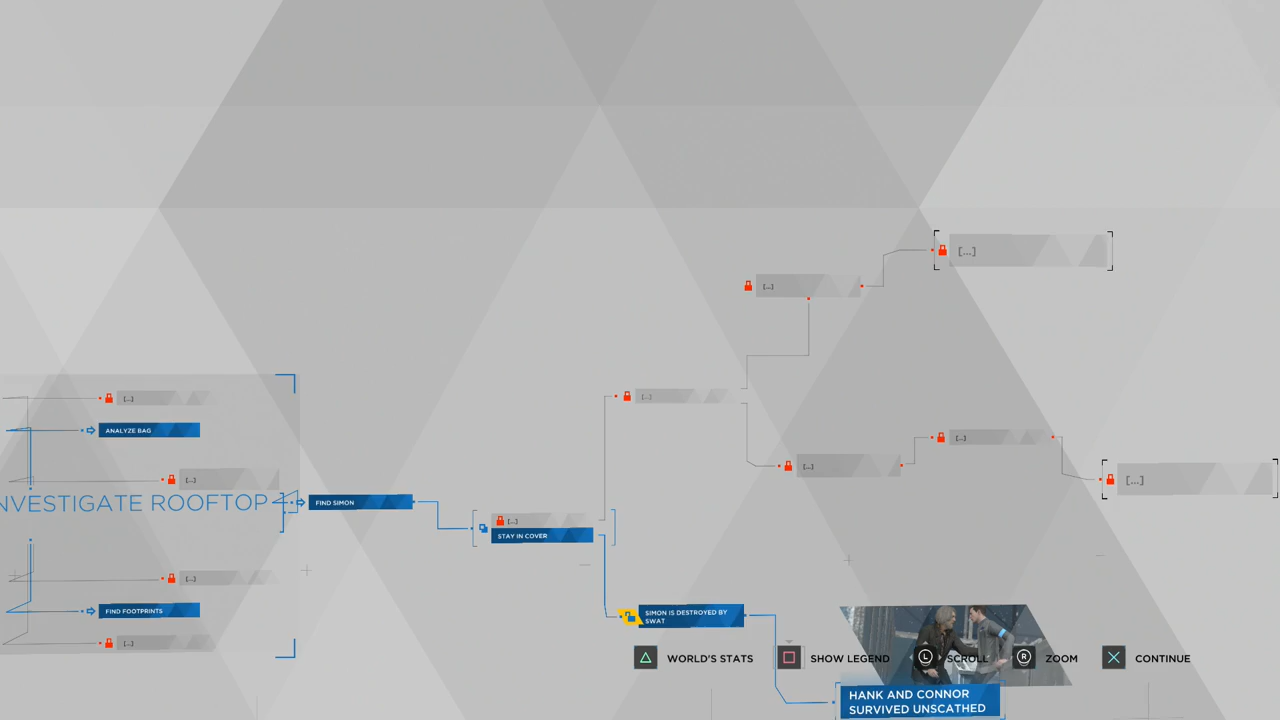 [...]
[...]
[...]
ANALYZE BAG
[...]
[...]
[...]
[...]
[...]
[...]
NVESTIGATE ROOFTOP
FIND SIMON
[...]
STAY IN COVER
[...]
FIND FOOTPRINTS
[...]
SIMON IS DESTROYED BY
SWAT
WORLD'S STATS
SHOW LEGEND
L
SCROLL
R
ZOOM
CONTINUE
HANK AND CONNOR
SURVIVED UNSCATHED